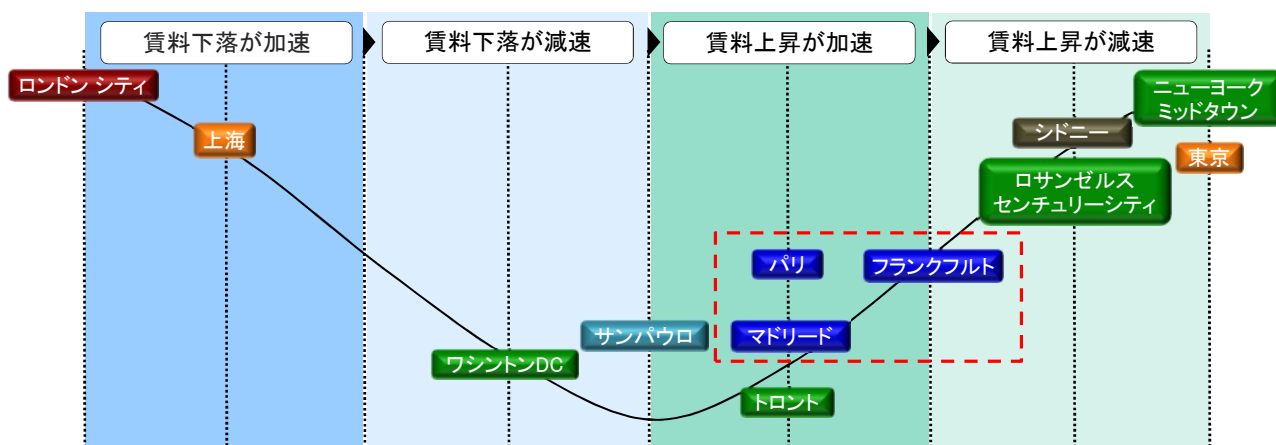 賃料下落が加速
賃料下落が減速
賃料上昇が加速
賃料上昇が減速
ロンドン シティ
上海
ニューヨーク
ミッドタウン
シドニー
東京
ロサンゼルス
センチュリーシティ
パリ
フランクフルト
サンパウロ
マドリード
ワシントンDC
トロント